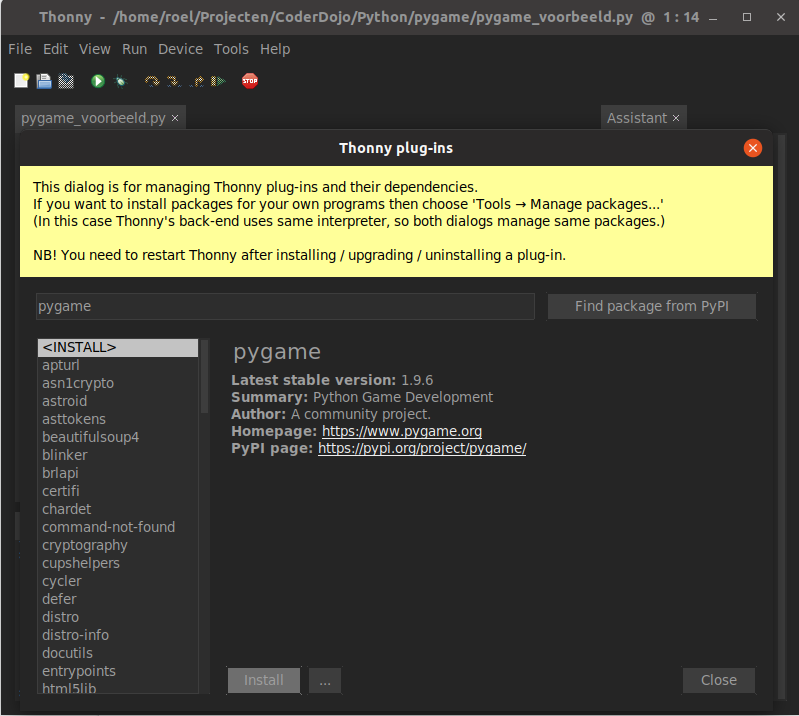 Thonny - /home/roel/Projecten/CoderDojo/Python/pygame/pygame_voorbeeld.py @ 1:14
File Edit View Run Device Tools Help
STOP
pygame_voorbeeld.py × Assistant ×
Thonny plug-ins
This dialog is for managing Thonny plug-ins and their dependencies.
If you want to install packages for your own programs then choose 'Tools → Manage packages...'
(In this case Thonny's back-end uses same interpreter, so both dialogs manage same packages.)
NB! You need to restart Thonny after installing / upgrading / uninstalling a plug-in.
pygame Find package from PyPI
<INSTALL>
apturl
asn1crypto
astroid
asttokens
beautifulsoup4
blinker
brlapi
certifi
chardet
command-not-found
cryptography
cupshelpers
cycler
defer
distro
distro-info
docutils
entrypoints
html5lib
pygame
Latest stable version: 1.9.6
Summary: Python Game Development
Author: A community project.
Homepage: https://www.pygame.org
PyPI page: https://pypi.org/project/pygame/
Install ... Close